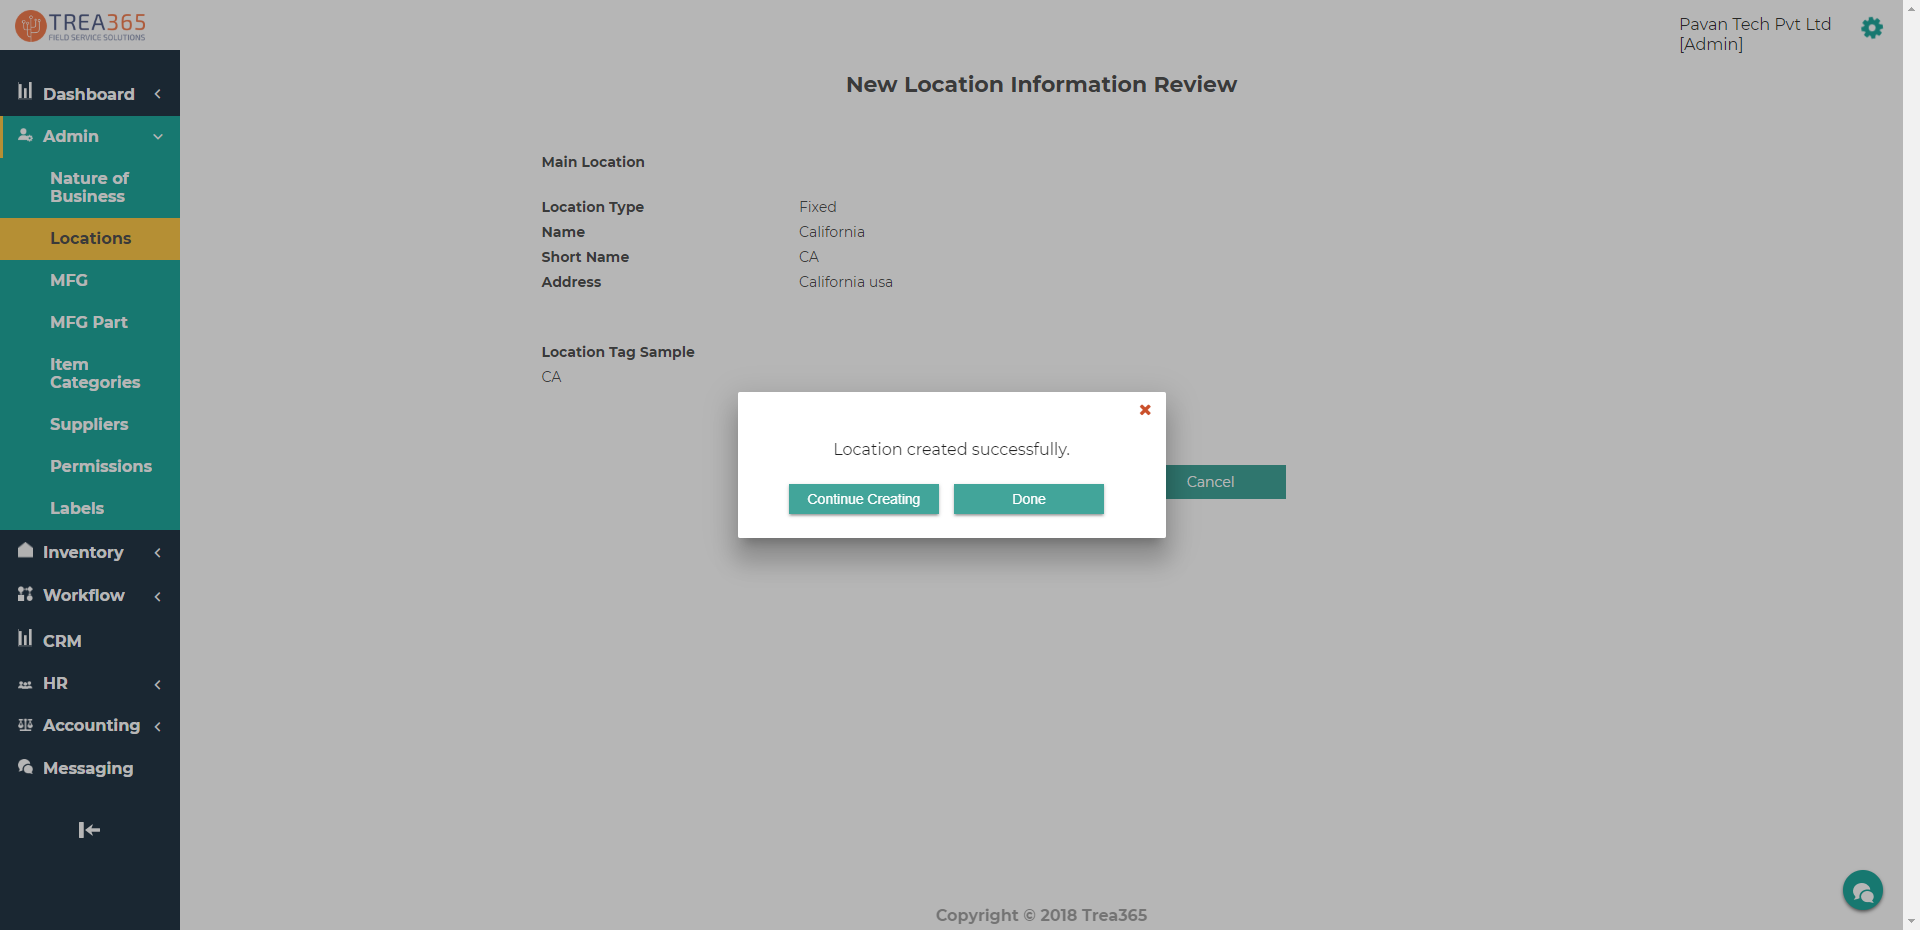 TREA365
FIELD SERVICE SOLUTIONS
Pavan Tech Pvt Ltd
[Admin]
Dashboard
Admin
Nature of
Business
Locations
MFG
MFG Part
Item
Categories
Suppliers
Permissions
Labels
Inventory
Workflow
CRM
HR
Accounting
Messaging
New Location Information Review
Main Location
Location Type Fixed
Name California
Short Name CA
Address California usa
Location Tag Sample
CA
Location created successfully.
Continue Creating Done
Cancel
Copyright © 2018 Trea365